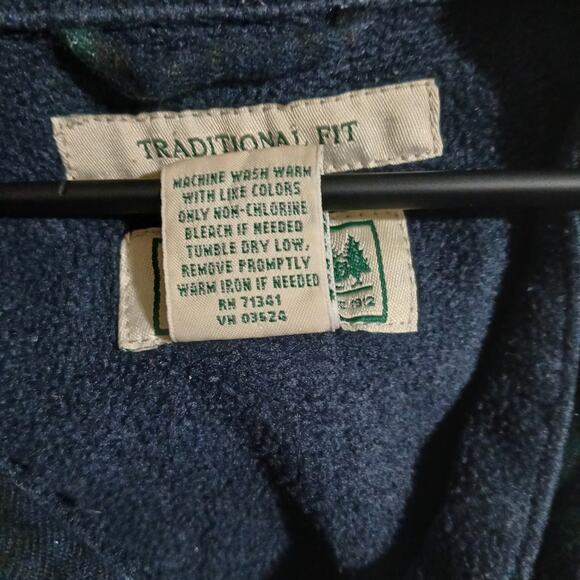 TRADITIONAL FIT
MACHINE WASH WARM
WITH LIKE COLORS
ONLY NON-CHLORINE
BLEACH IF NEEDED
TUMBLE DRY LOW,
REMOVE PROMPTLY
WARM IRON IF NEEDED
RN 71341
VH 03524
1912